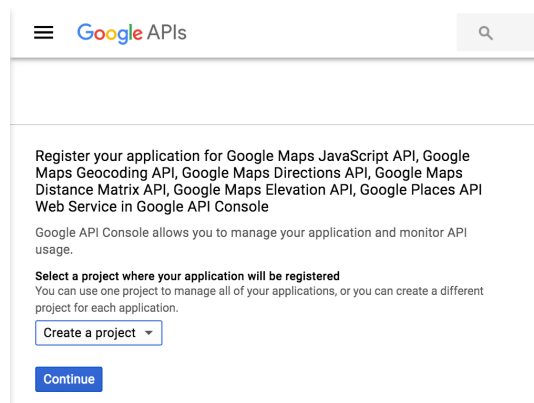 Google APIs
Register your application for Google Maps JavaScript API, Google
Maps Geocoding API, Google Maps Directions API, Google Maps
Distance Matrix API, Google Maps Elevation API, Google Places API
Web Service in Google API Console
Google API Console allows you to manage your application and monitor API
usage.
Select a project where your application will be registered
You can use one project to manage all of your applications, or you can create a different
project for each application.
Create a project
Continue